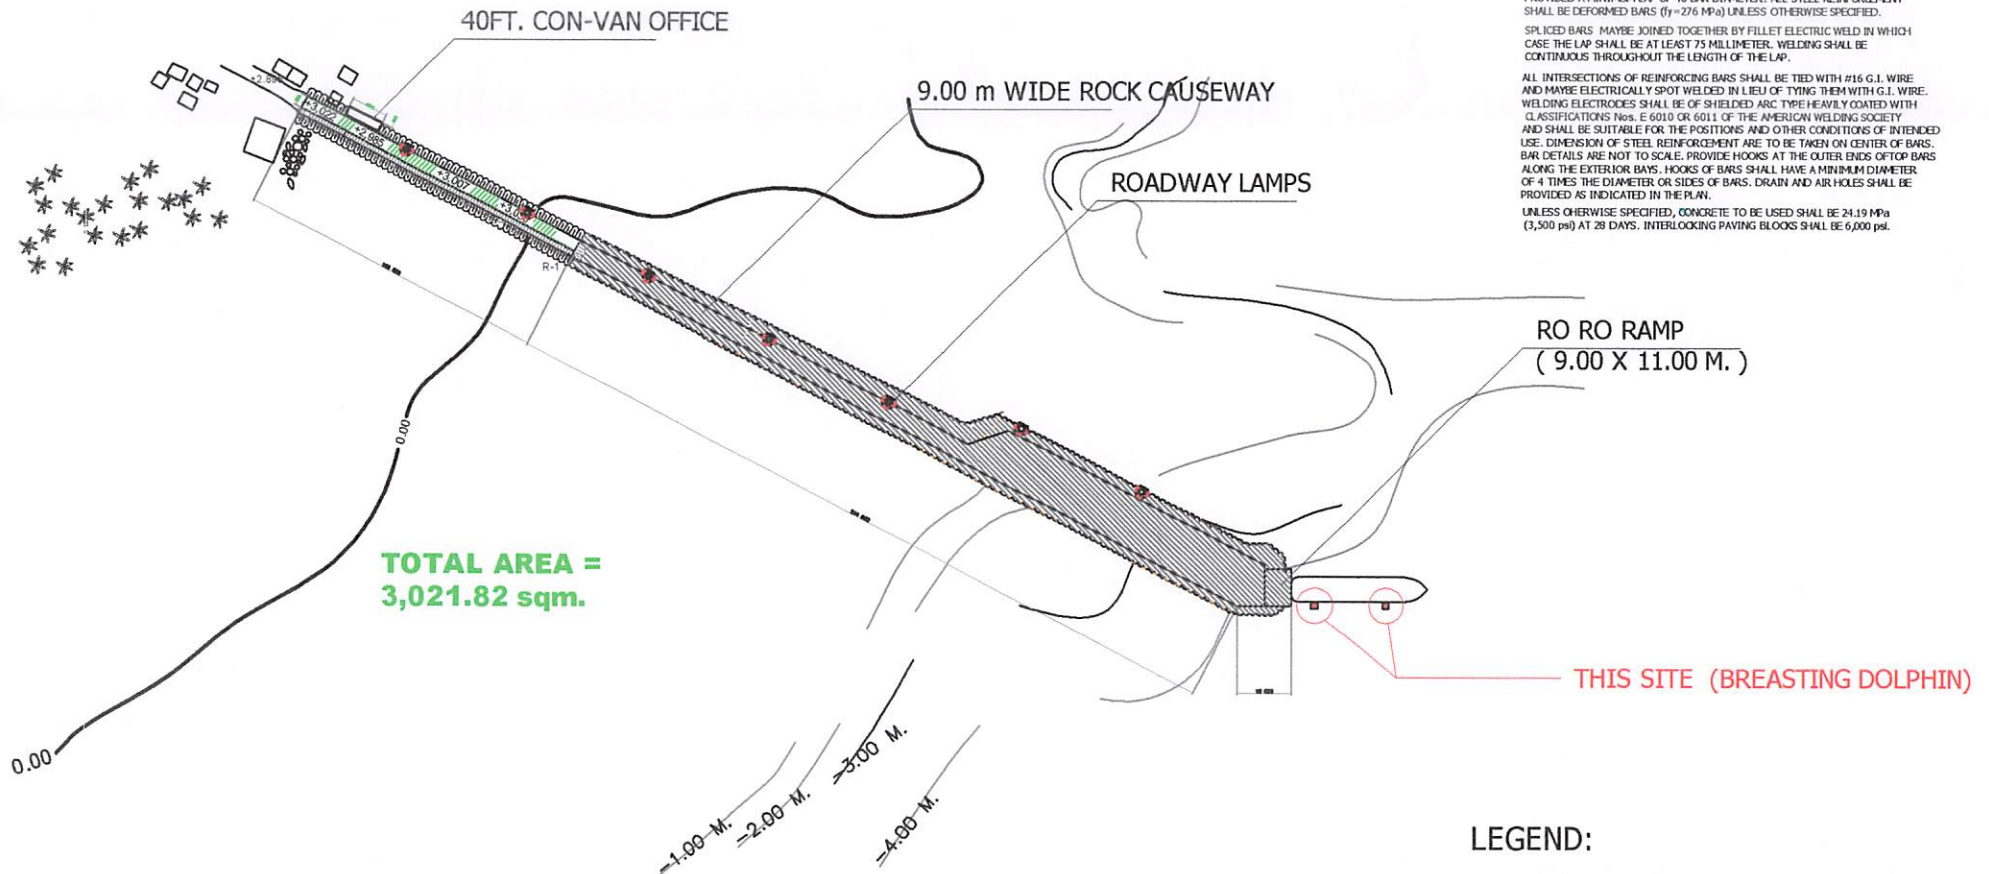 SHALL BE DEFORMED BARS (fy=276 MPa) UNLESS OTHERWISE SPECIFIED.
SPLICED BARS MAYBE JOINED TOGETHER BY FILLET ELECTRIC WELD IN WHICH
CASE THE LAP SHALL BE AT LEAST 75 MILLIMETER. WELDING SHALL BE
CONTINUOUS THROUGHOUT THE LENGTH OF THE LAP.
ALL INTERSECTIONS OF REINFORCING BARS SHALL BE TIED WITH #16 G.I. WIRE
AND MAYBE ELECTRICALLY SPOT WELDED IN LIEU OF TYING THEM WITH G.I. WIRE.
WELDING ELECTRODES SHALL BE OF SHIELDED ARC TYPE HEAVILY COATED WITH
CLASSIFICATIONS Nos. E 6010 OR 6011 OF THE AMERICAN WELDING SOCIETY
AND SHALL BE SUITABLE FOR THE POSITIONS AND OTHER CONDITIONS OF INTENDED
USE. DIMENSION OF STEEL REINFORCEMENT ARE TO BE TAKEN ON CENTER OF BARS.
BAR DETAILS ARE NOT TO SCALE. PROVIDE HOOKS AT THE OUTER ENDS OFTOP BARS
ALONG THE EXTERIOR BAYS. HOOKS OF BARS SHALL HAVE A MINIMUM DIAMETER
OF 4 TIMES THE DIAMETER OR SIDES OF BARS. DRAIN AND AIR HOLES SHALL BE
PROVIDED AS INDICATED IN THE PLAN.
UNLESS OHERWISE SPECIFIED, CONCRETE TO BE USED SHALL BE 24.19 MPa
(3,500 psi) AT 28 DAYS. INTERLOCKING PAVING BLOCKS SHALL BE 6,000 psi.
40FT. CON-VAN OFFICE
9.00 m WIDE ROCK CAUSEWAY
ROADWAY LAMPS
RO RO RAMP
( 9.00 X 11.00 M. )
+3.022
+2.985
+3.007
R-1
0.00
TOTAL AREA =
3,021.82 sqm.
THIS SITE (BREASTING DOLPHIN)
0.00
-1.00 M.
-2.00 M.
-3.00 M.
-4.00 M.
LEGEND: